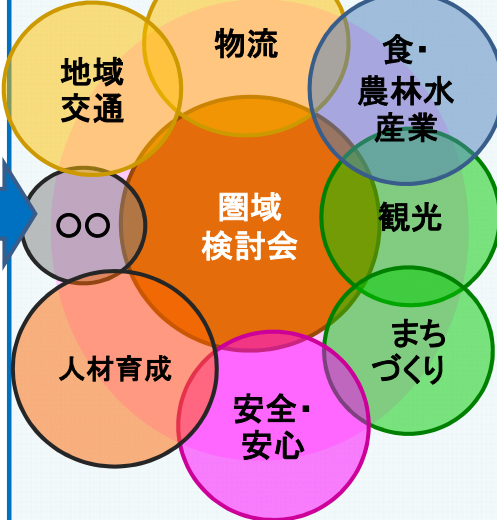 物流
食・
農林水
産業
地域
交通
圏域
検討会
観光
○○
まち
づくり
人材育成
安全・
安心